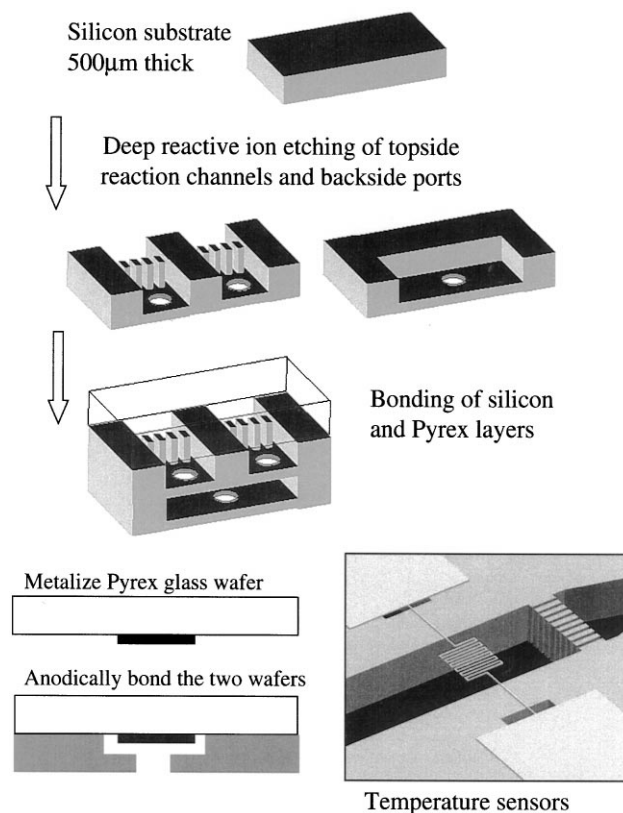 Silicon substrate
500μm thick
Deep reactive ion etching of topside
reaction channels and backside ports
Bonding of silicon
and Pyrex layers
Metalize Pyrex glass wafer
Anodically bond the two wafers
Temperature sensors